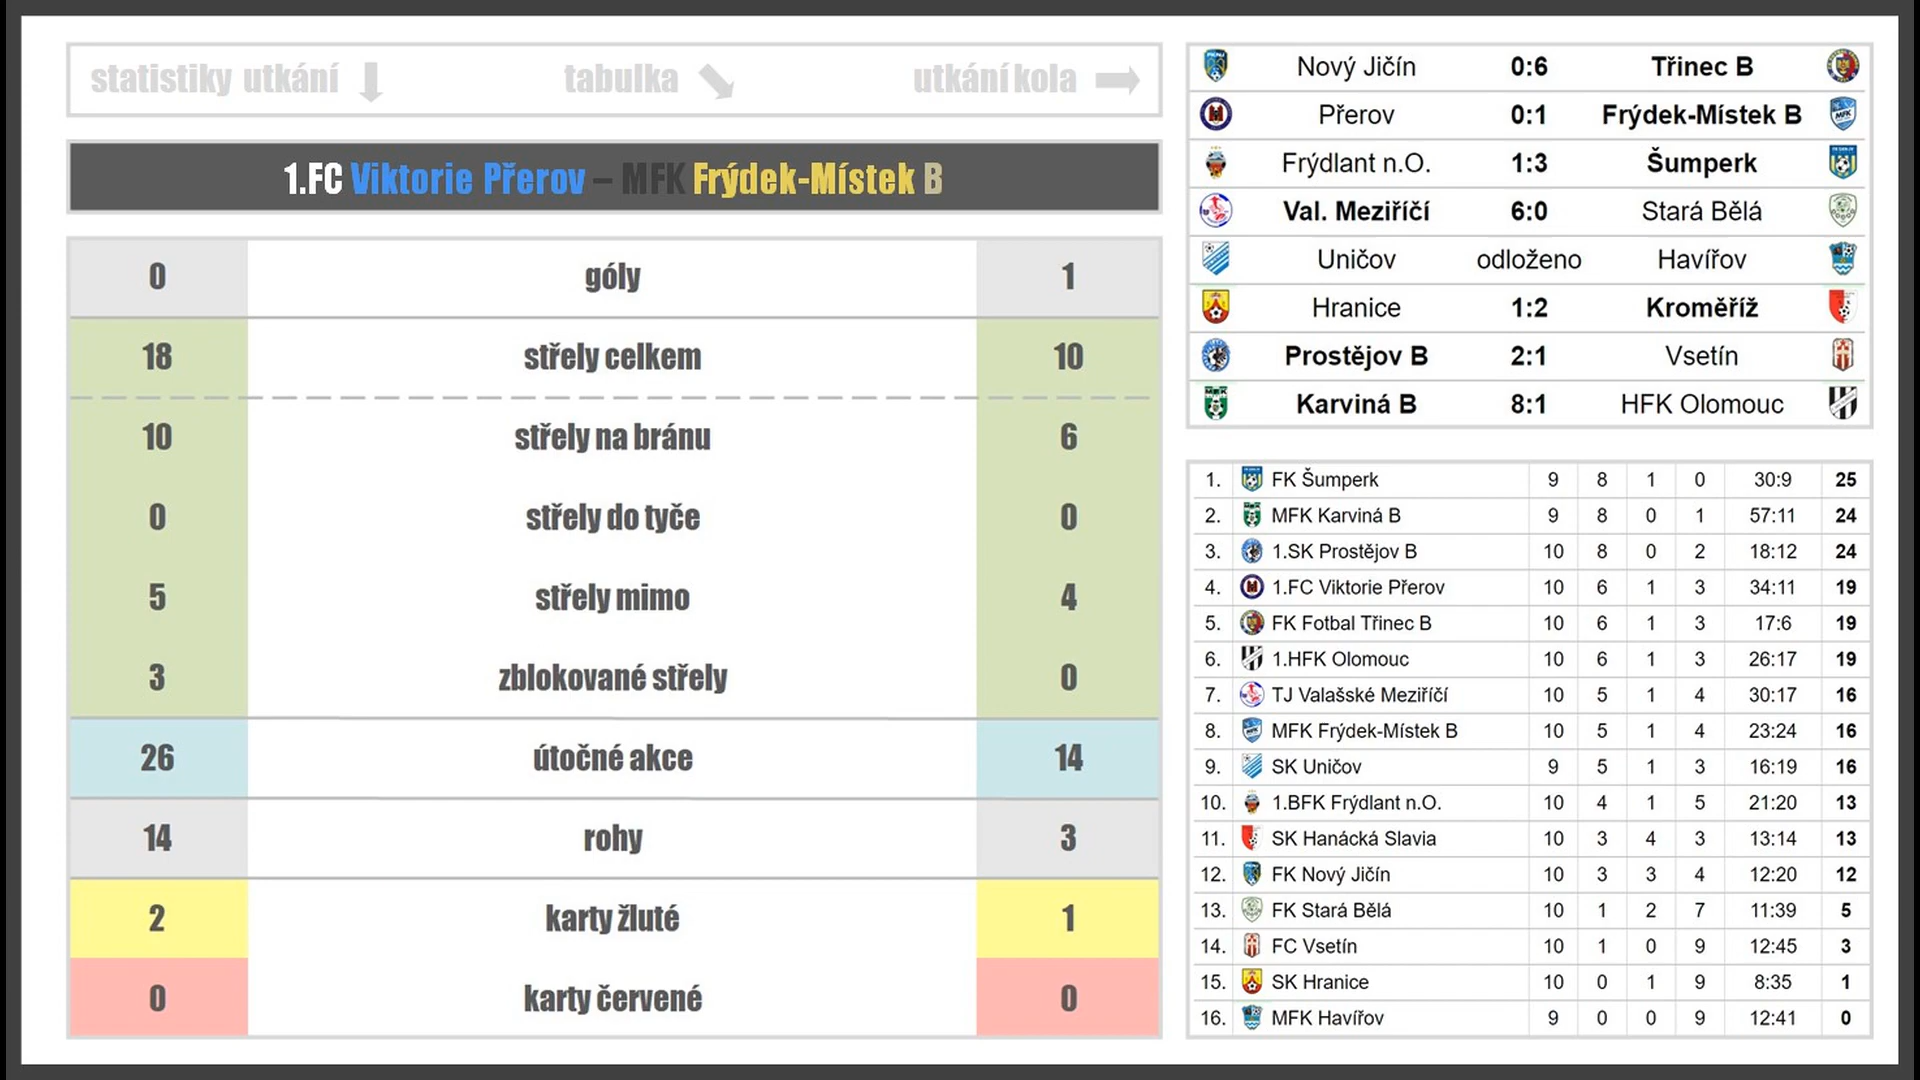 statistiky utkání tabulka utkání kola
1.FC Viktorie Přerov – MFK Frýdek-Místek B
0 góly 1
18 střely celkem 10
10 střely na bránu 6
0 střely do tyče 0
5 střely mimo 4
3 zblokované střely 0
26 útočné akce 14
14 rohy 3
2 karty žluté 1
0 karty červené 0
Nový Jičín 0:6 Třinec B
Přerov 0:1 Frýdek-Místek B
Frýdlant n.O. 1:3 Šumperk
Val. Meziříčí 6:0 Stará Bělá
Uničov odloženo Havířov
Hranice 1:2 Kroměříž
Prostějov B 2:1 Vsetín
Karviná B 8:1 HFK Olomouc
1. FK Šumperk 9 8 1 0 30:9 25
2. MFK Karviná B 9 8 0 1 57:11 24
3. 1.SK Prostějov B 10 8 0 2 18:12 24
4. 1.FC Viktorie Přerov 10 6 1 3 34:11 19
5. FK Fotbal Třinec B 10 6 1 3 17:6 19
6. 1.HFK Olomouc 10 6 1 3 26:17 19
7. TJ Valašské Meziříčí 10 5 1 4 30:17 16
8. MFK Frýdek-Místek B 10 5 1 4 23:24 16
9. SK Uničov 9 5 1 3 16:19 16
10. 1.BFK Frýdlant n.O. 10 4 1 5 21:20 13
11. SK Hanácká Slavia 10 3 4 3 13:14 13
12. FK Nový Jičín 10 3 3 4 12:20 12
13. FK Stará Bělá 10 1 2 7 11:39 5
14. FC Vsetín 10 1 0 9 12:45 3
15. SK Hranice 10 0 1 9 8:35 1
16. MFK Havířov 9 0 0 9 12:41 0